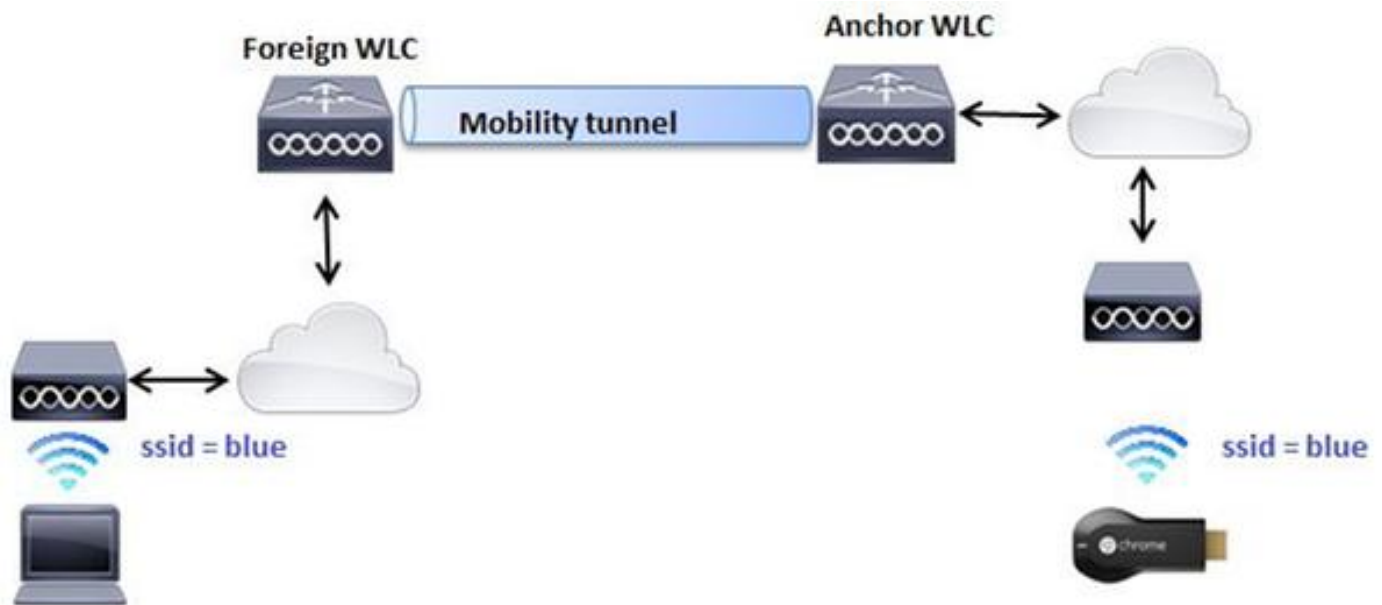 Foreign WLC
Anchor WLC
Mobility tunnel
ssid = blue
ssid = blue
chrome